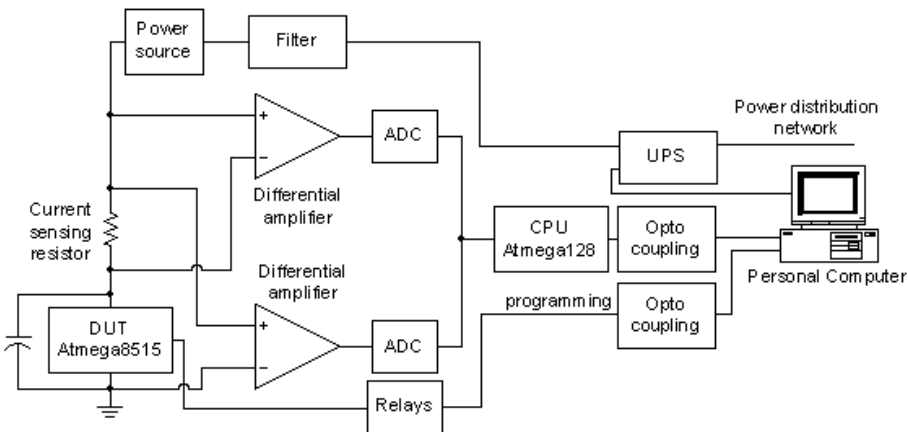 Power
source
Filter
Power distribution
network
+
−
ADC
UPS
Differential
amplifier
Current
sensing
resistor
CPU
Atmega128
Opto
coupling
Personal Computer
Differential
amplifier
programming
Opto
coupling
+
−
ADC
DUT
Atmega8515
Relays